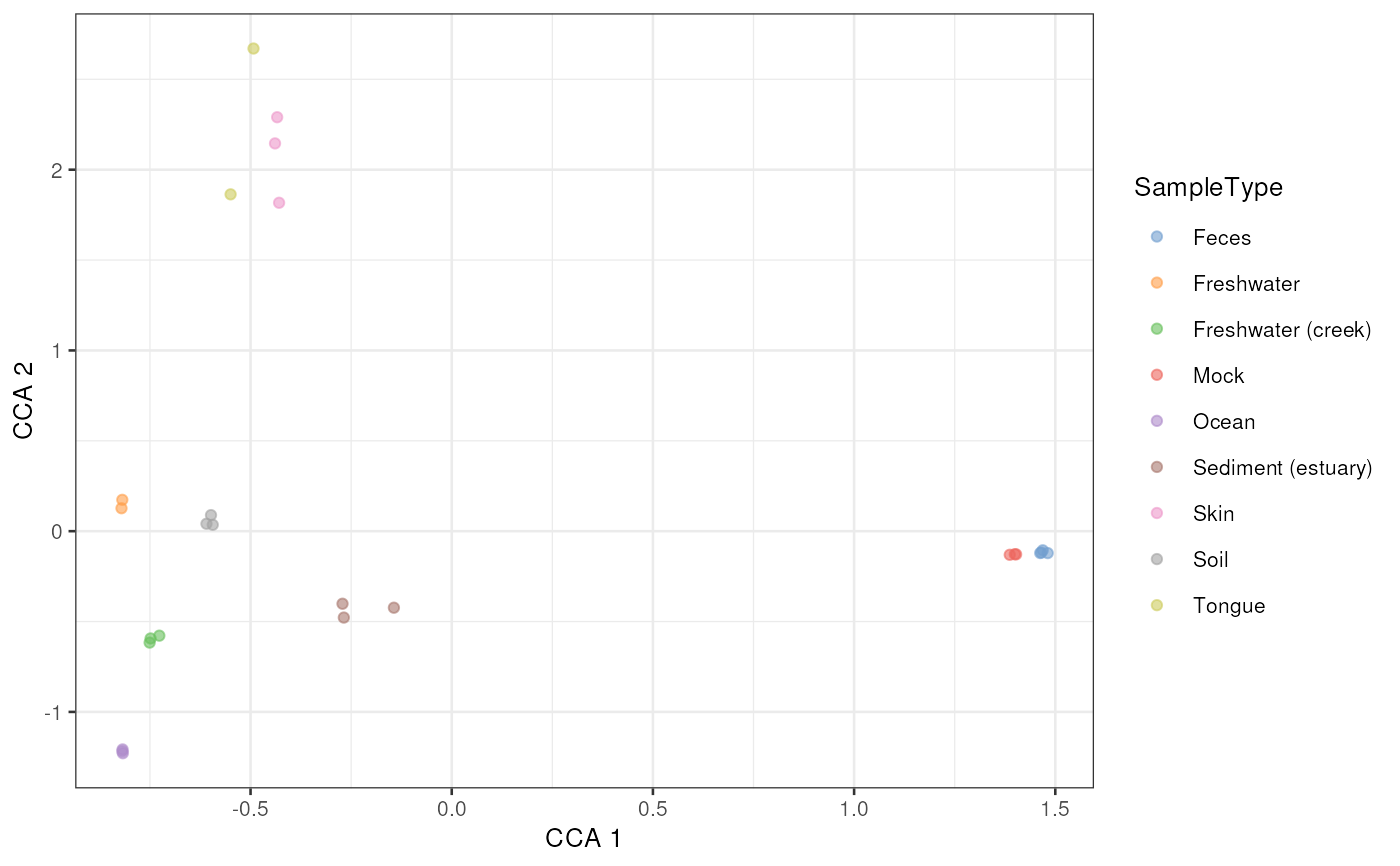 2
1
0
-1
CCA 2
-0.5
0.0
0.5
1.0
1.5
CCA 1
SampleType
Feces
Freshwater
Freshwater (creek)
Mock
Ocean
Sediment (estuary)
Skin
Soil
Tongue